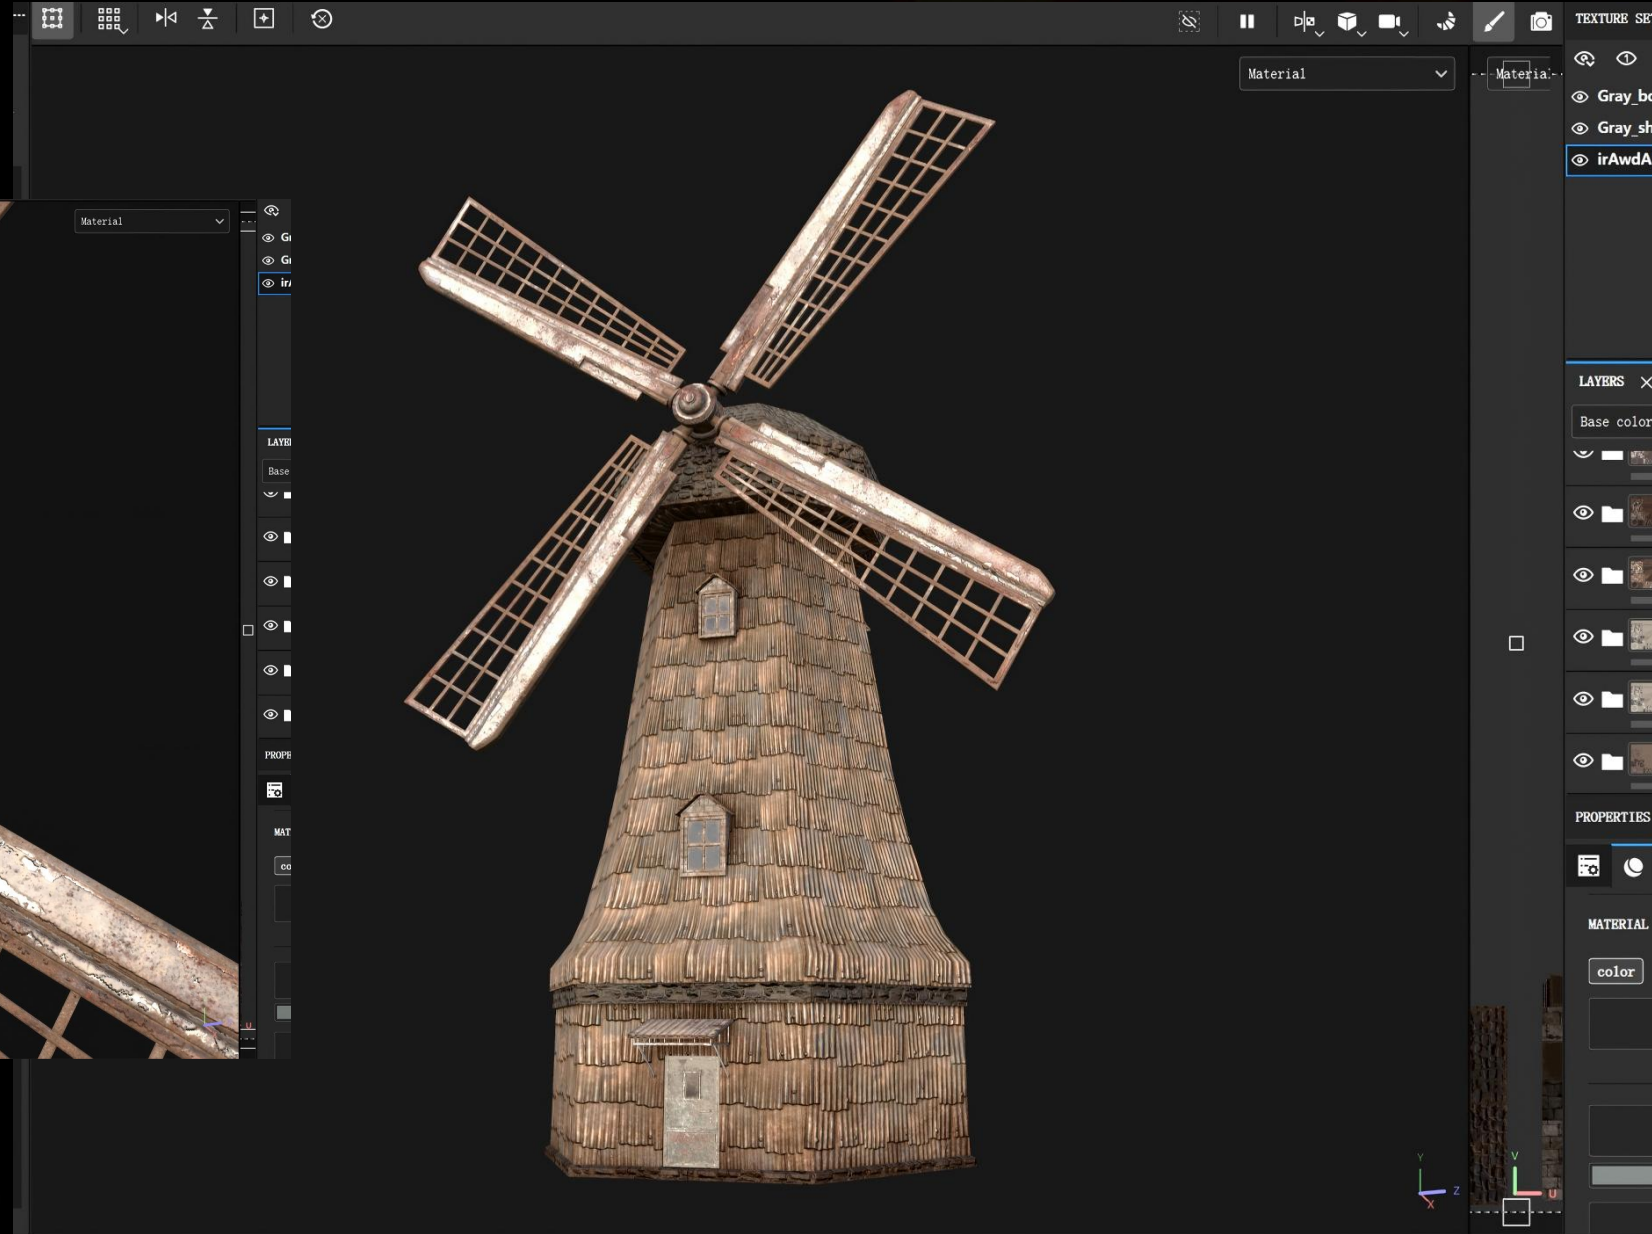 TEXTURE SE
Material
Materia
Gray_bo
Gray_sh
irAwdA
Material
G
G
ir
LAYERS
Base color
LAYE
Base
PROPE
PROPERTIES
MAT
MATERIAL
co
color
Y
Z
X
V
U
U